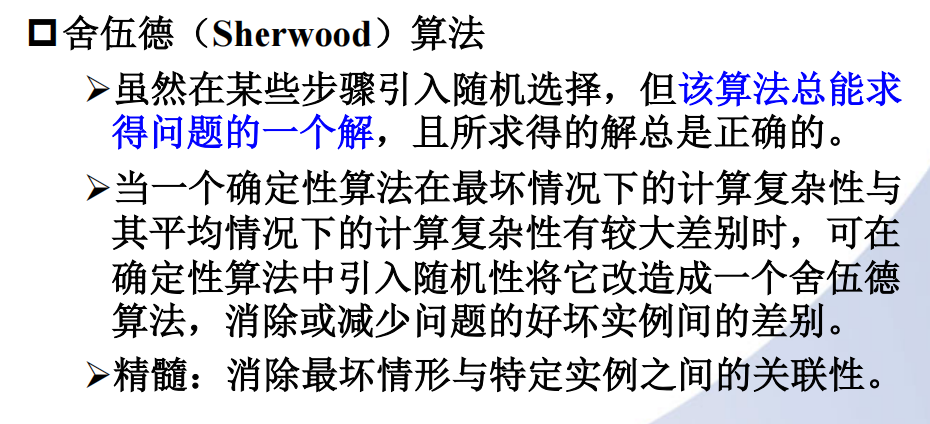 舍伍德（Sherwood）算法
虽然在某些步骤引入随机选择，但该算法总能求
得问题的一个解，且所求得的解总是正确的。
当一个确定性算法在最坏情况下的计算复杂性与
其平均情况下的计算复杂性有较大差别时，可在
确定性算法中引入随机性将它改造成一个舍伍德
算法，消除或减少问题的好坏实例间的差别。
精髓：消除最坏情形与特定实例之间的关联性。